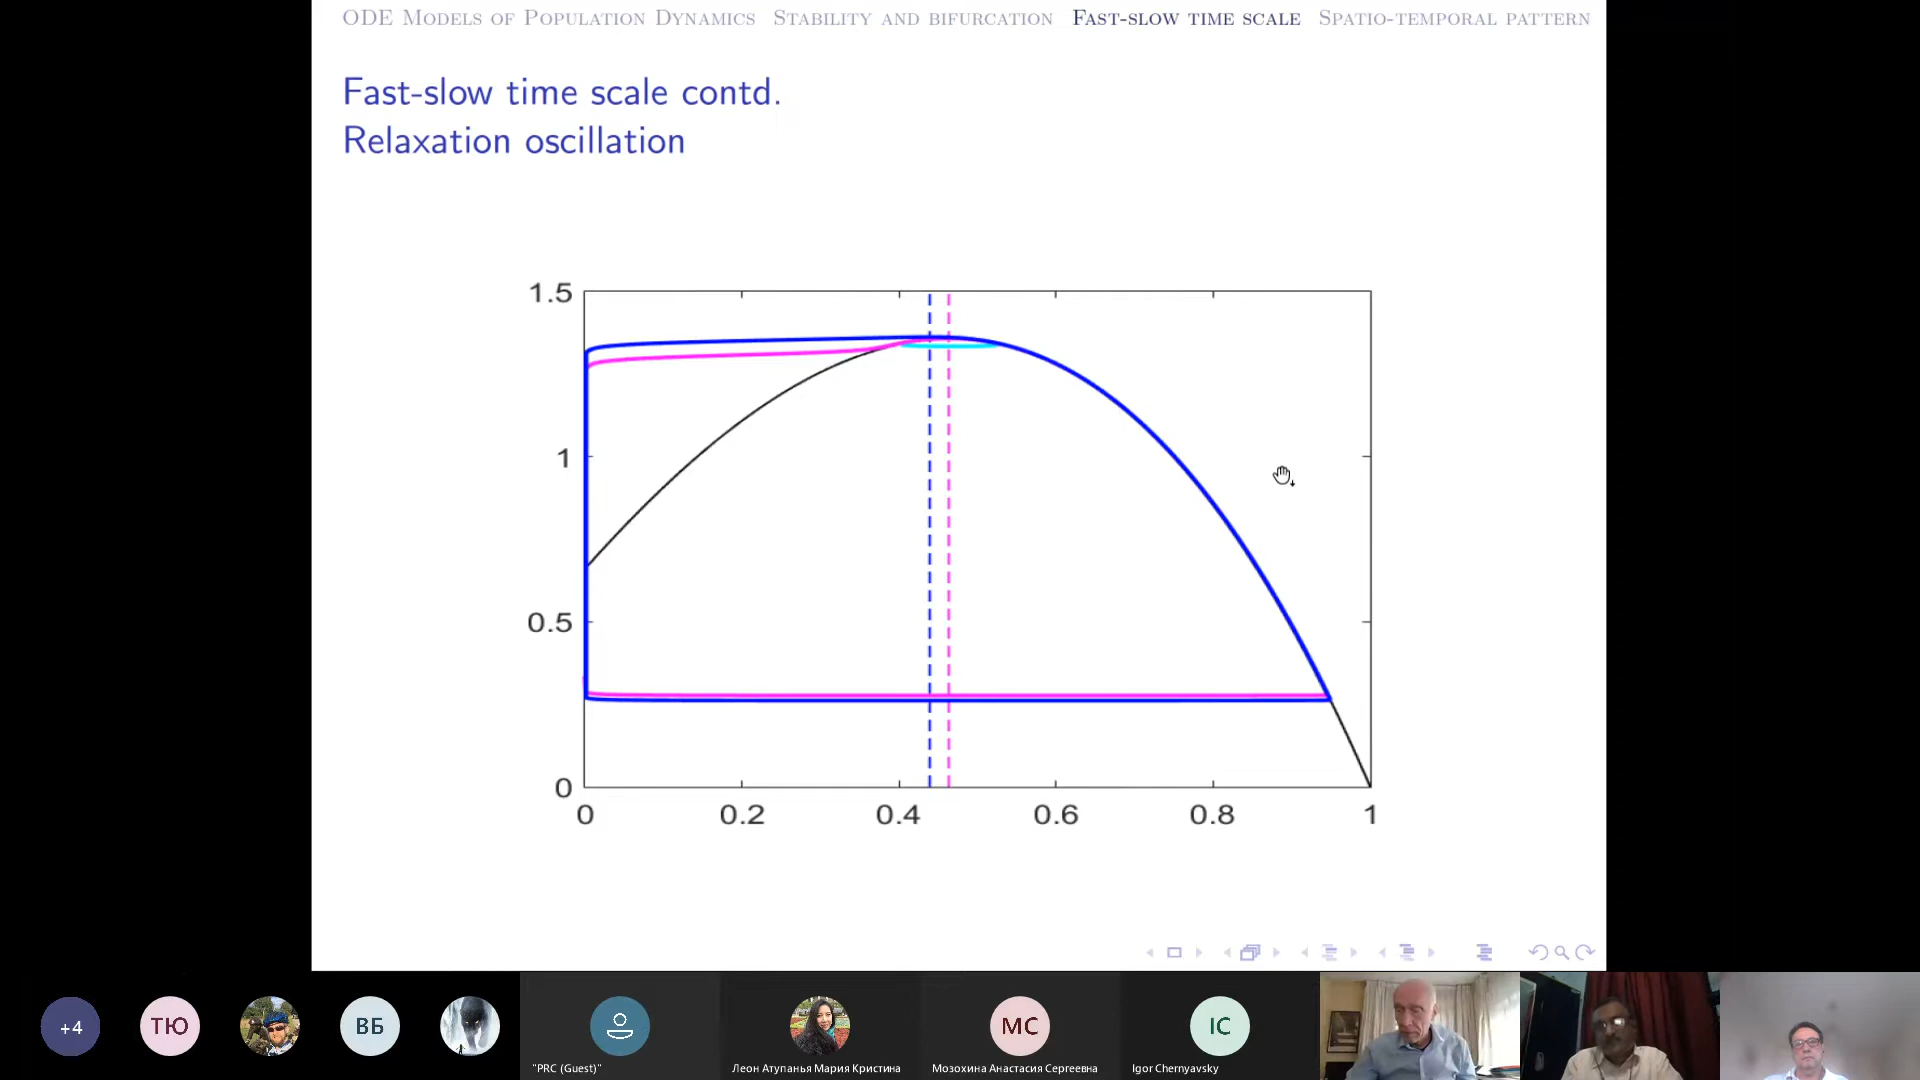 ODE Models of Population Dynamics Stability and bifurcation Fast-slow time scale Spatio-temporal pattern
Fast-slow time scale contd.
Relaxation oscillation
1.5
1
0.5
0
0 0.2 0.4 0.6 0.8 1
+4 ТЮ ВБ МС IC
"PRC (Guest)" Леон Атупанья Мария Кристина Мозохина Анастасия Сергеевна Igor Chernyavsky